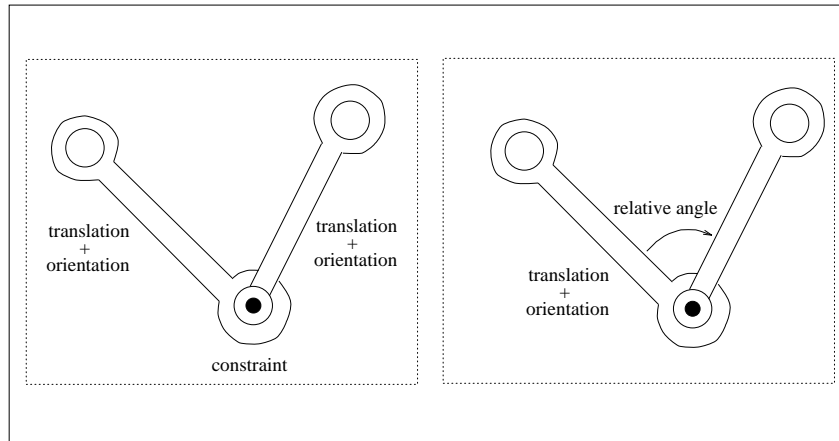 translation
+
orientation
translation
+
orientation
constraint
relative angle
translation
+
orientation